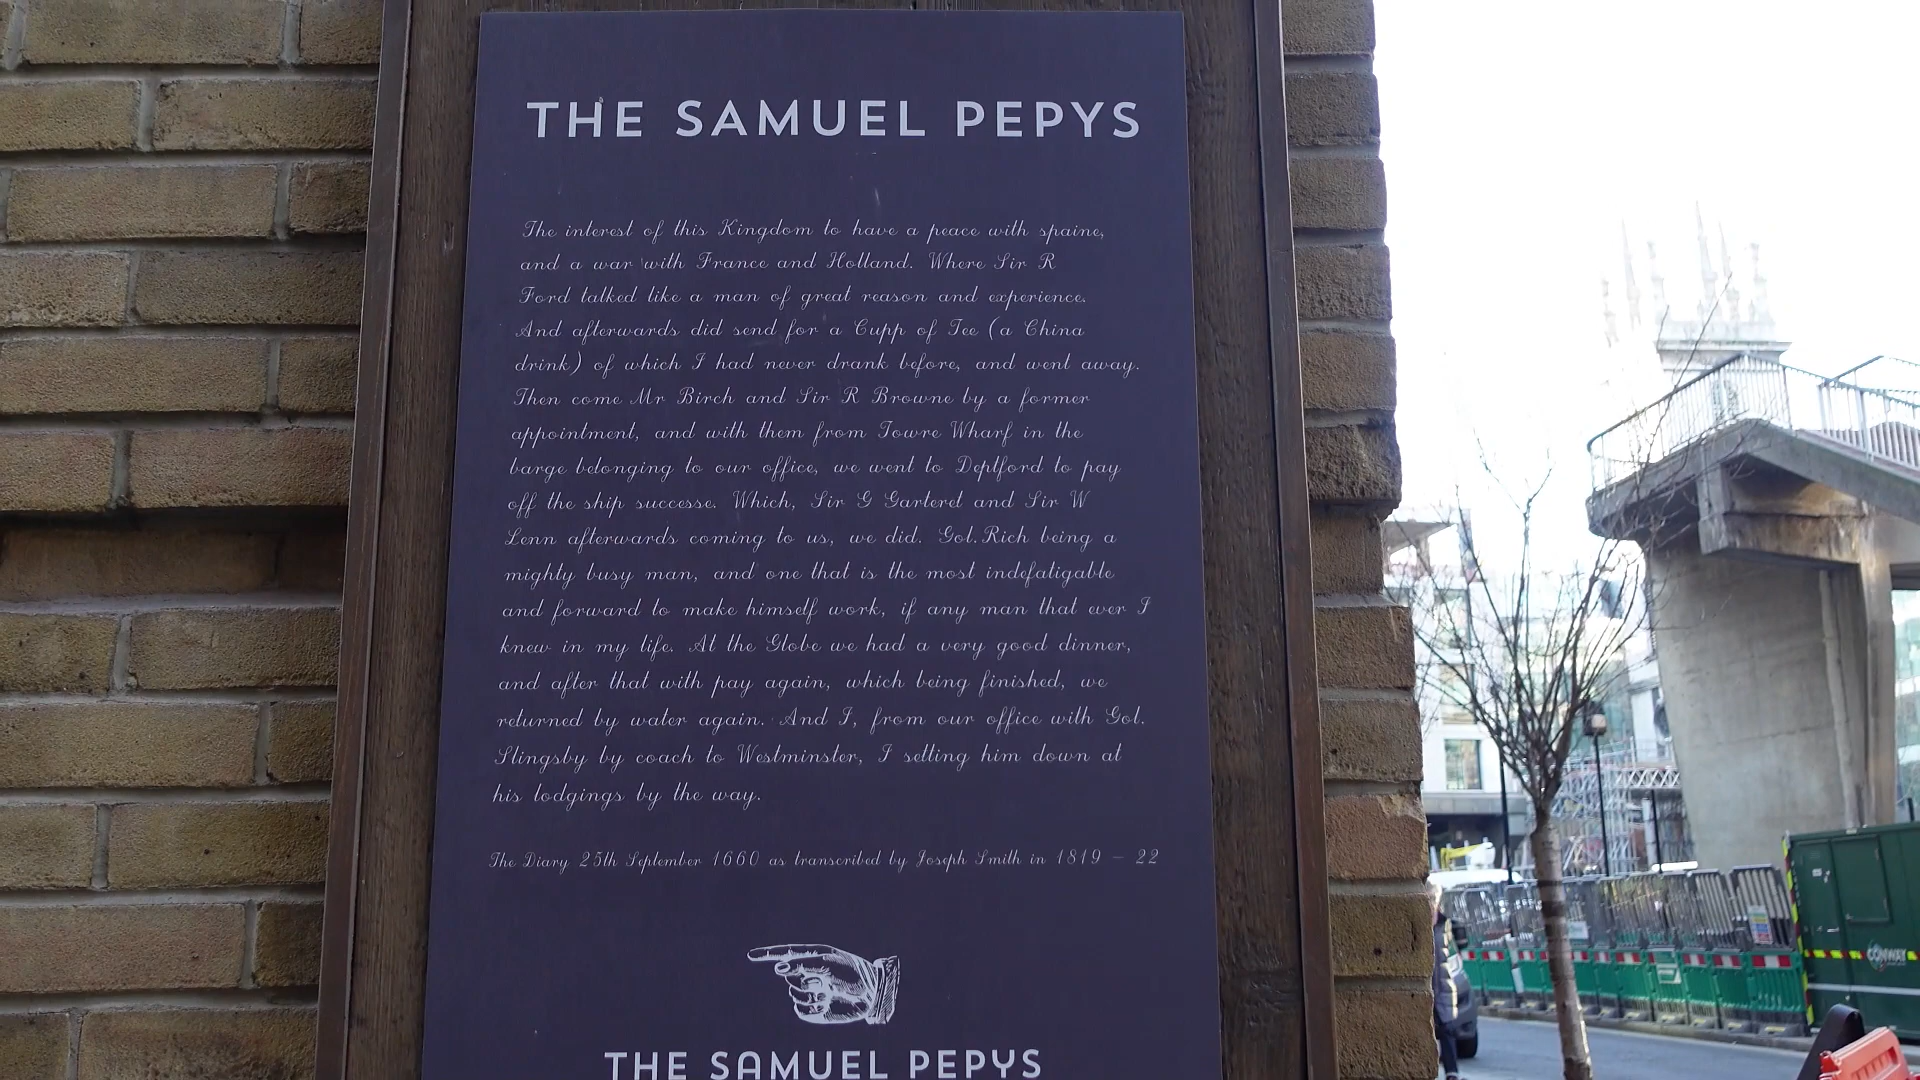 THE SAMUEL PEPYS
The interest of this Kingdom to have a peace with spaine,
and a war with France and Holland. Where Sir R
Ford talked like a man of great reason and experience.
And afterwards did send for a Cupp of Tee (a China
drink) of which I had never drank before, and went away.
Then come Mr Birch and Sir R Browne by a former
appointment, and with them from Towre Wharf in the
barge belonging to our office, we went to Deptford to pay
off the ship successe. Which, Sir G Garteret and Sir W
Lenn afterwards coming to us, we did. Gol. Rich being a
mighty busy man, and one that is the most indefatigable
and forward to make himself work, if any man that ever I
knew in my life. At the Globe we had a very good dinner,
and after that with pay again, which being finished, we
returned by water again. And I, from our office with Gol.
Slingsby by coach to Westminster, I setting him down at
his lodgings by the way.
The Diary 25th September 1660 as transcribed by Joseph Smith in 1819 - 22
THE SAMUEL PEPYS
CONWAY